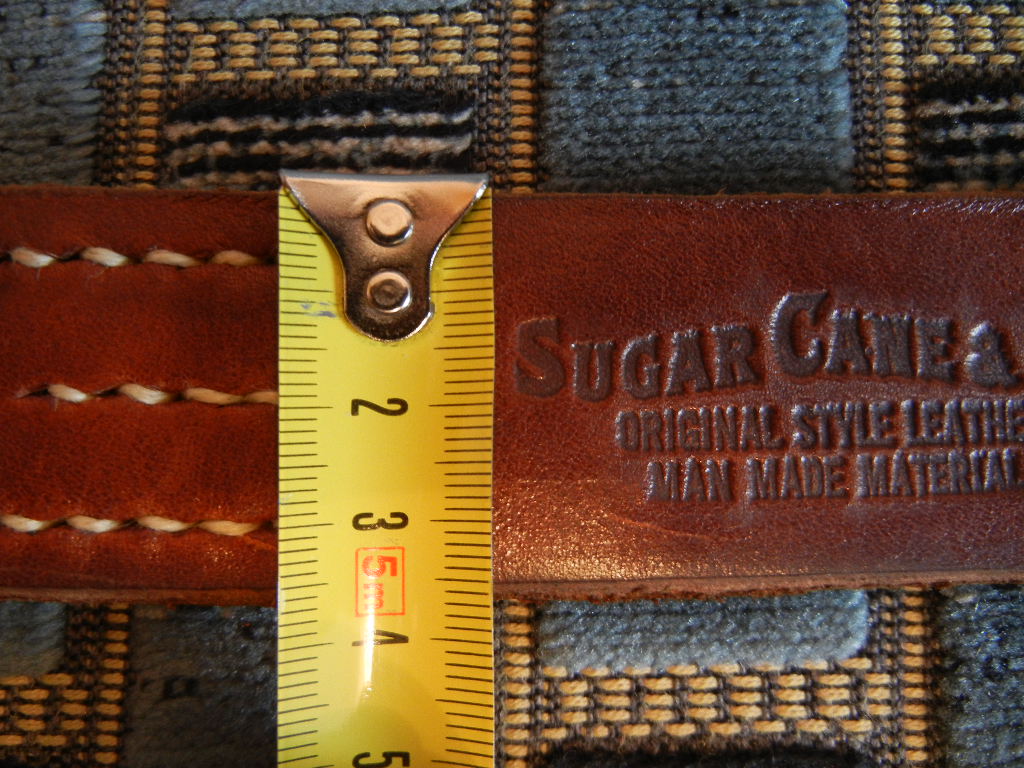 SUGAR CANE &
ORIGINAL STYLE LEATHE
MAN MADE MATERIAL
2
3
5m
4
5